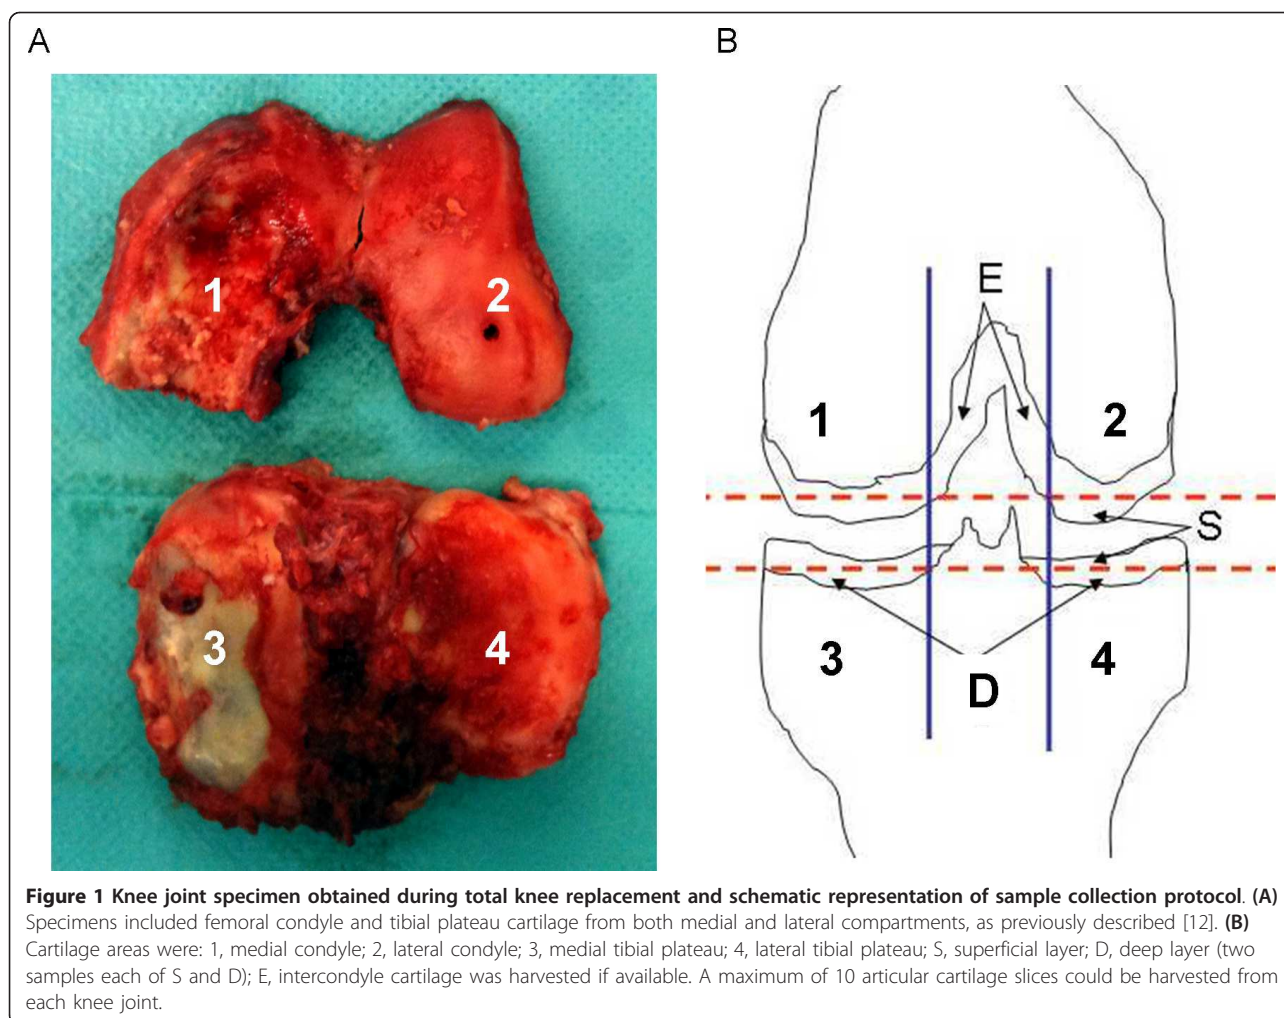 A
B
1
2
3
4
E
1
2
S
3
4
D
Figure 1 Knee joint specimen obtained during total knee replacement and schematic representation of sample collection protocol. (A)
Specimens included femoral condyle and tibial plateau cartilage from both medial and lateral compartments, as previously described [12]. (B)
Cartilage areas were: 1, medial condyle; 2, lateral condyle; 3, medial tibial plateau; 4, lateral tibial plateau; S, superficial layer; D, deep layer (two
samples each of S and D); E, intercondyle cartilage was harvested if available. A maximum of 10 articular cartilage slices could be harvested from
each knee joint.